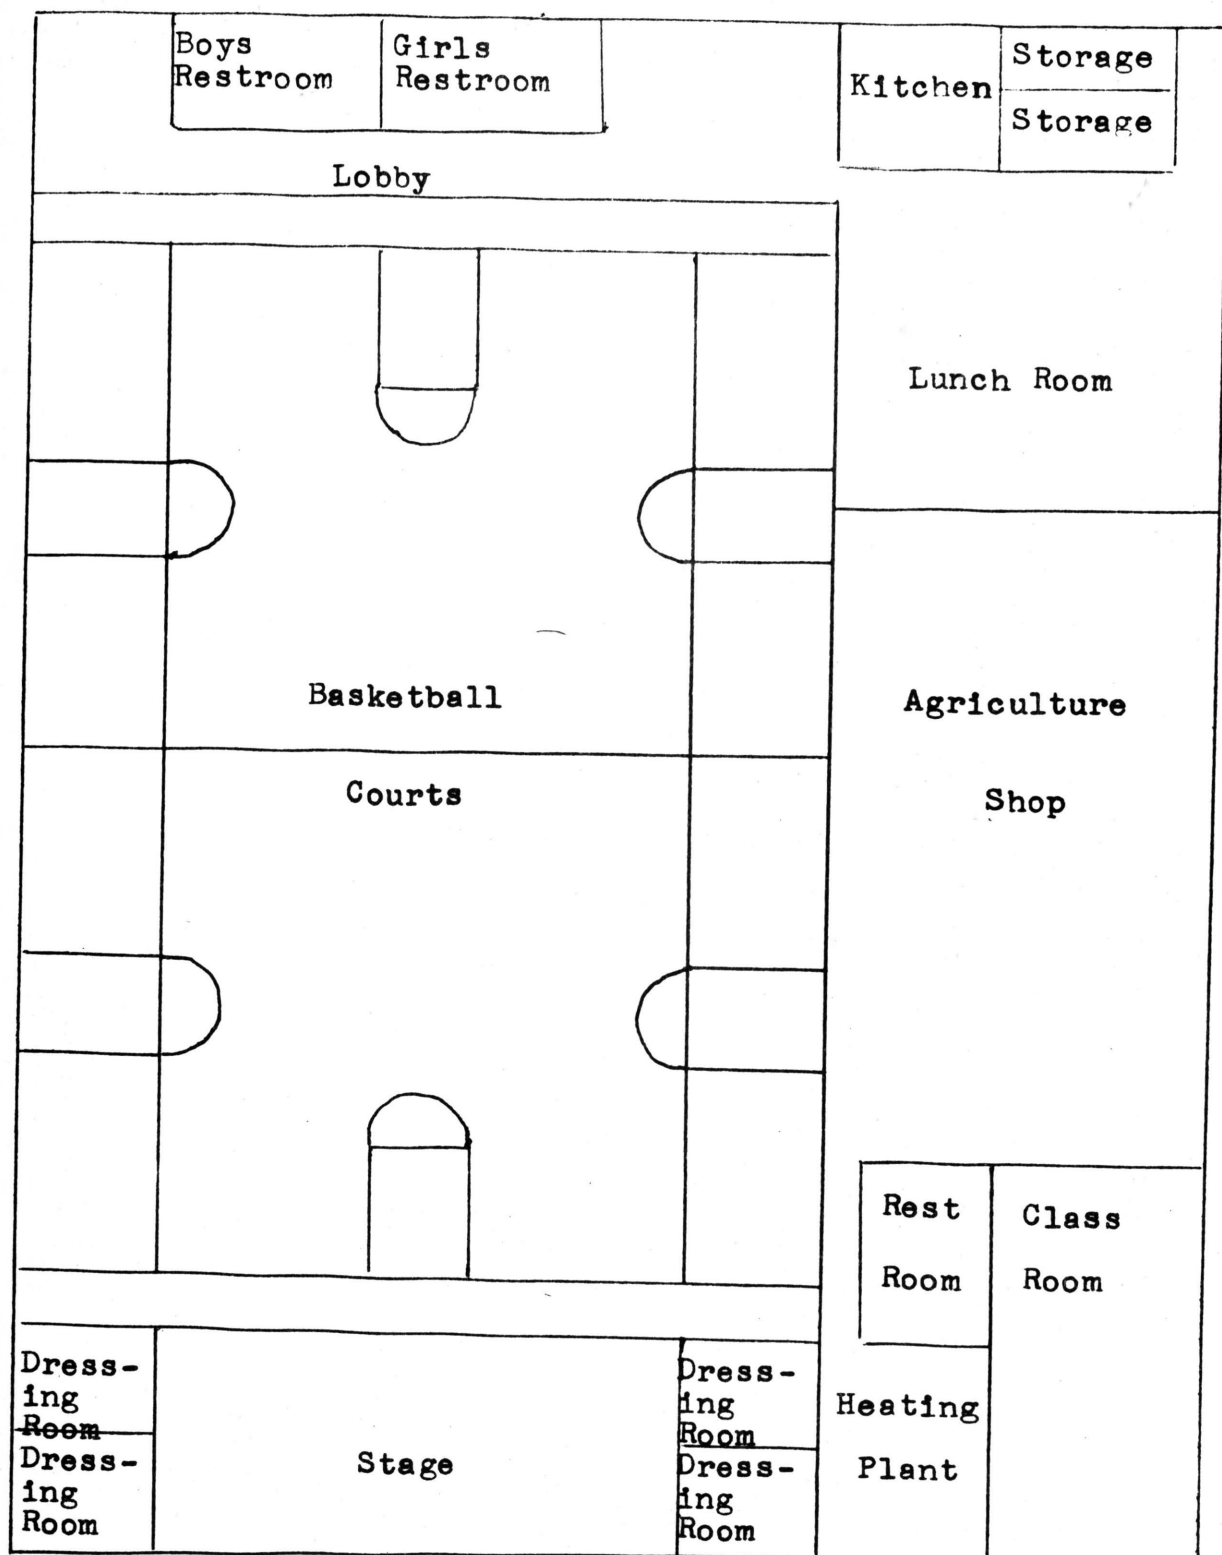 Boys
Restroom
Girls
Restroom
Kitchen
Storage
Storage
Lobby
Lunch Room
Basketball
Courts
Agriculture
Shop
Rest
Room
Class
Room
Dress-
ing
Room
Dress-
ing
Room
Stage
Dress-
ing
Room
Dress-
ing
Room
Heating
Plant